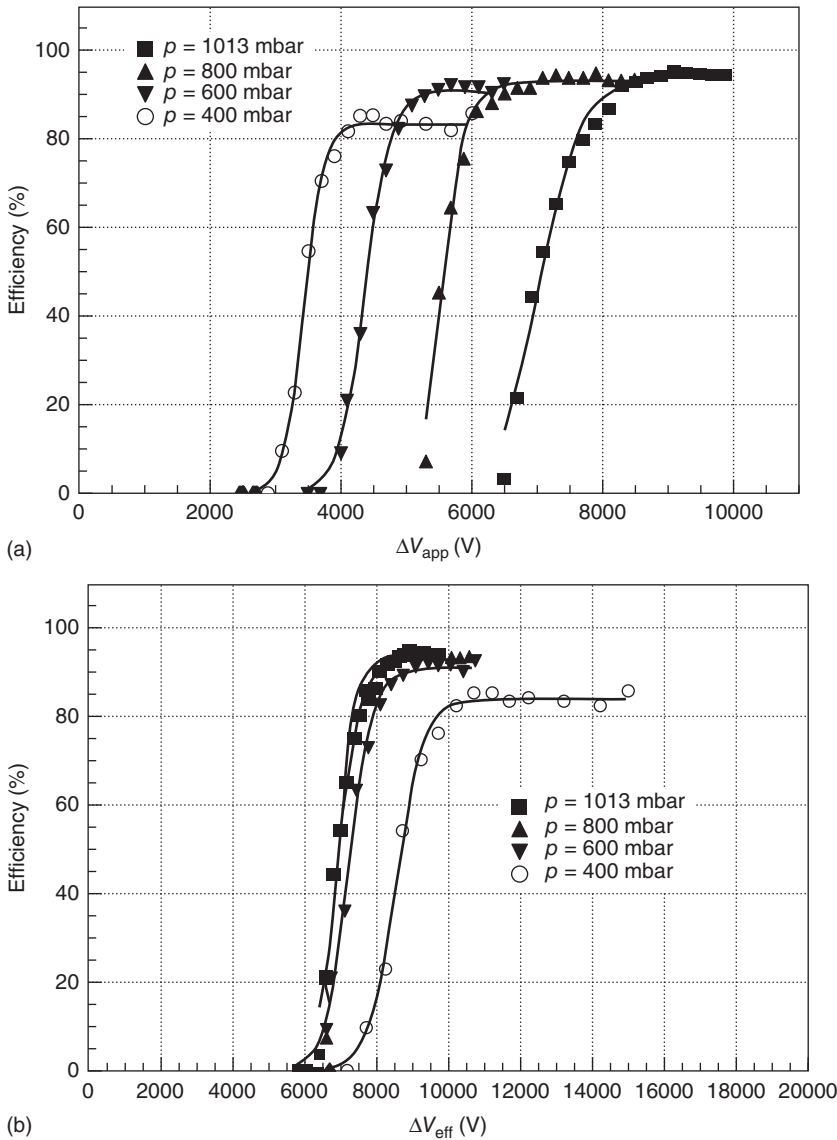 100
80
60
40
20
0
Efficiency (%)
p = 1013 mbar
p = 800 mbar
p = 600 mbar
p = 400 mbar
0 2000 4000 6000 8000 10000
ΔVapp (V)
(a)
100
80
60
40
20
0
Efficiency (%)
p = 1013 mbar
p = 800 mbar
p = 600 mbar
p = 400 mbar
0 2000 4000 6000 8000 10000 12000 14000 16000 18000 20000
ΔVeff (V)
(b)